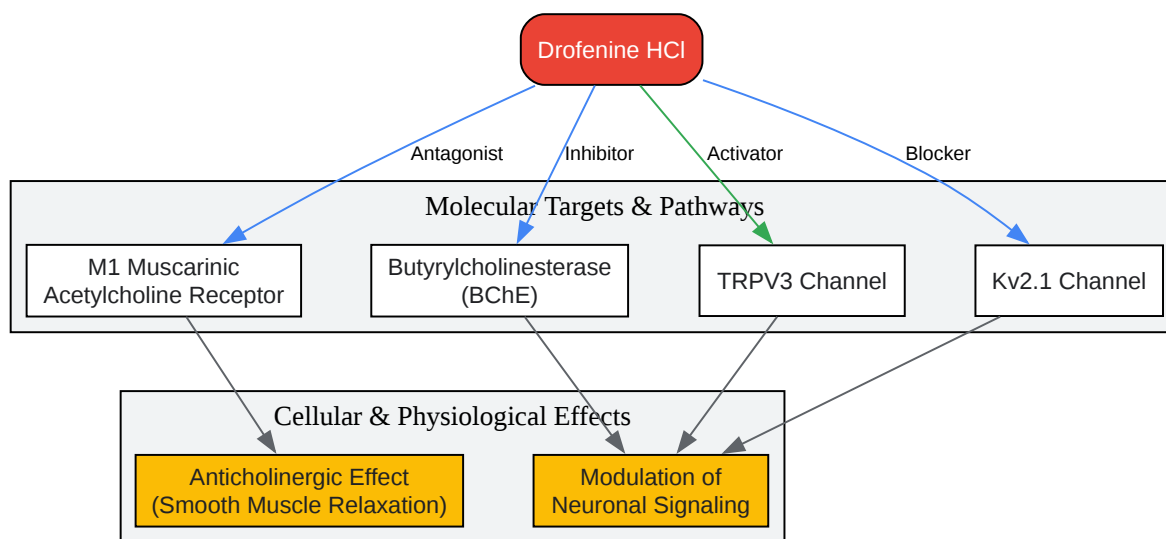 Drofenine HCl
Antagonist
Inhibitor
Activator
Blocker
Molecular Targets & Pathways
M1 Muscarinic
Acetylcholine Receptor
Butyrylcholinesterase
(BChE)
TRPV3 Channel
Kv2.1 Channel
Cellular & Physiological Effects
Anticholinergic Effect
(Smooth Muscle Relaxation)
Modulation of
Neuronal Signaling